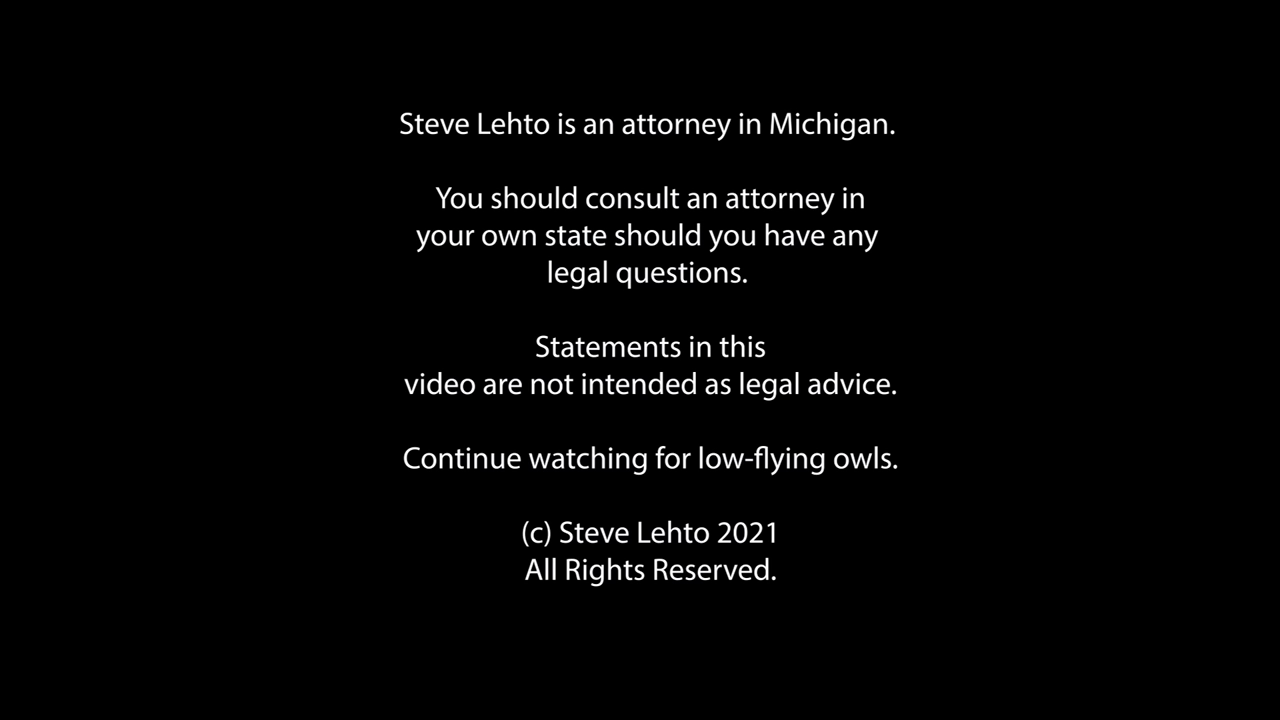 Steve Lehto is an attorney in Michigan.
You should consult an attorney in
your own state should you have any
legal questions.
Statements in this
video are not intended as legal advice.
Continue watching for low-flying owls.
(c) Steve Lehto 2021
All Rights Reserved.